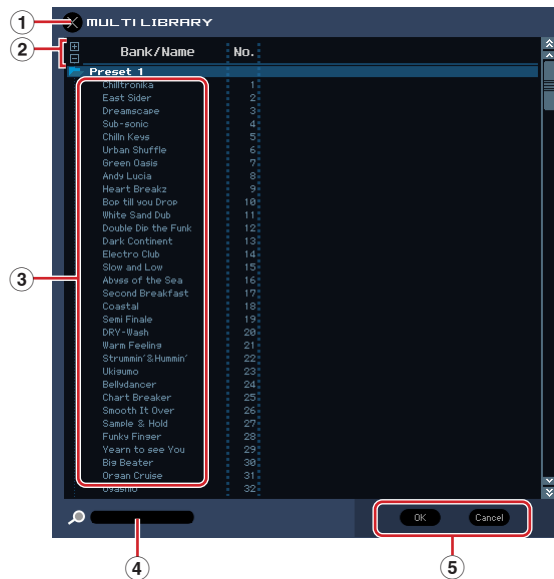 1
MULTI LIBRARY
2
Bank/Name No.
Preset 1
Chilltronika 1
East Sider 2
Dreamscape 3
Sub-sonic 4
Chilln Keys 5
Urban Shuffle 6
Green Oasis 7
Andy Lucia 8
Heart Breakz 9
Bop till you Drop 10
White Sand Dub 11
Double Dip the Funk 12
Dark Continent 13
Electro Club 14
3
Slow and Low 15
Abyss of the Sea 16
Second Breakfast 17
Coastal 18
Semi Finale 19
DRY-Wash 20
Warm Feeling 21
Strummin'&Hummin' 22
Ukigumo 23
Bellydancer 24
Chart Breaker 25
Smooth It Over 26
Sample & Hold 27
Funky Finger 28
Yearn to see You 29
Big Beater 30
Organ Cruise 31
32
OK Cancel
4 5